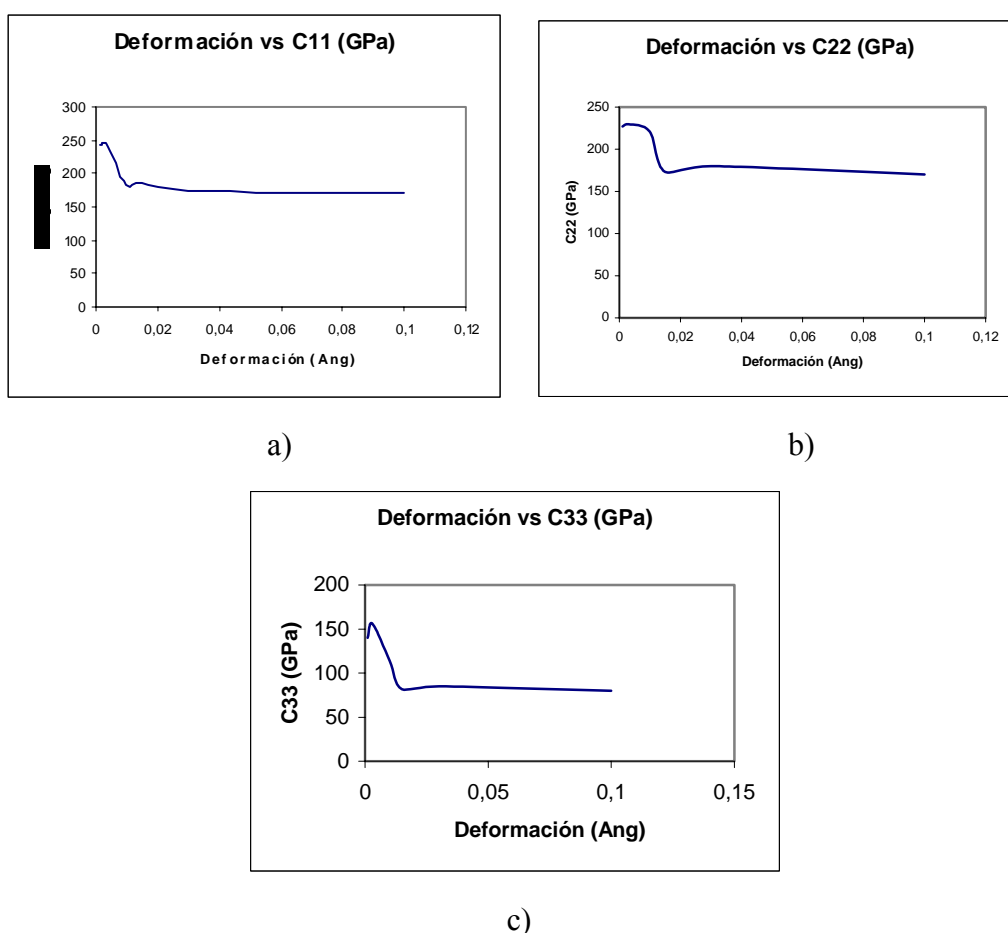 Deformación vs C11 (GPa)
300
250
200
150
100
50
0
0 0,02 0,04 0,06 0,08 0,1 0,12
Deformación (Ang)
a)
Deformación vs C22 (GPa)
C22 (GPa)
250
200
150
100
50
0
0 0,02 0,04 0,06 0,08 0,1 0,12
Deformación (Ang)
b)
Deformación vs C33 (GPa)
C33 (GPa)
200
150
100
50
0
0 0,05 0,1 0,15
Deformación (Ang)
c)